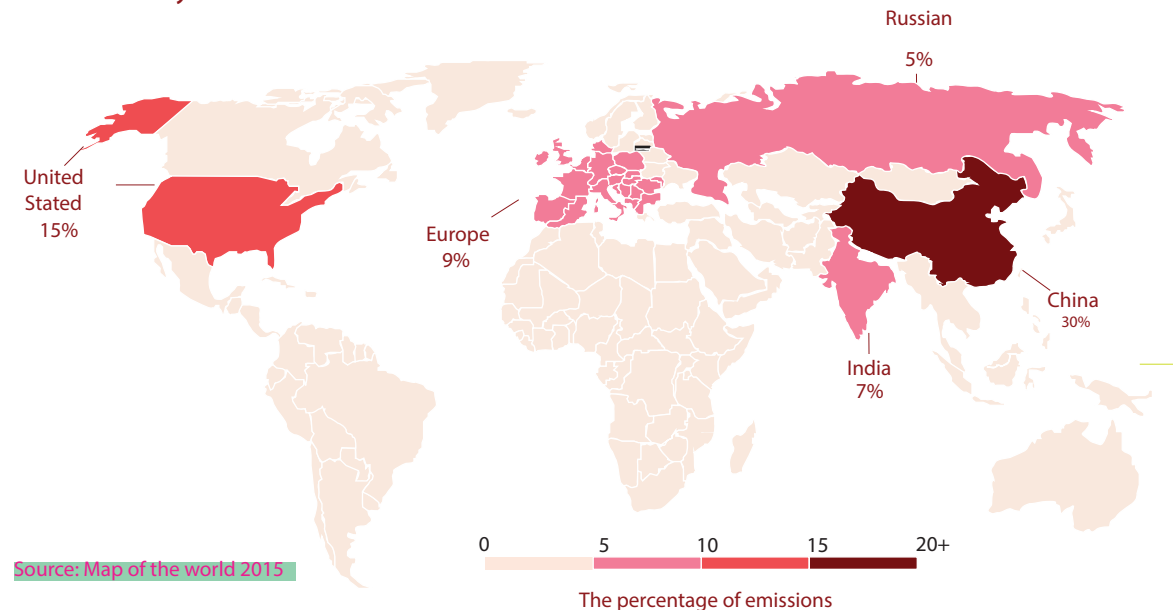 Russian
5%
United
Stated
15%
Europe
9%
China
30%
India
7%
0 5 10 15 20+
Source: Map of the world 2015
The percentage of emissions